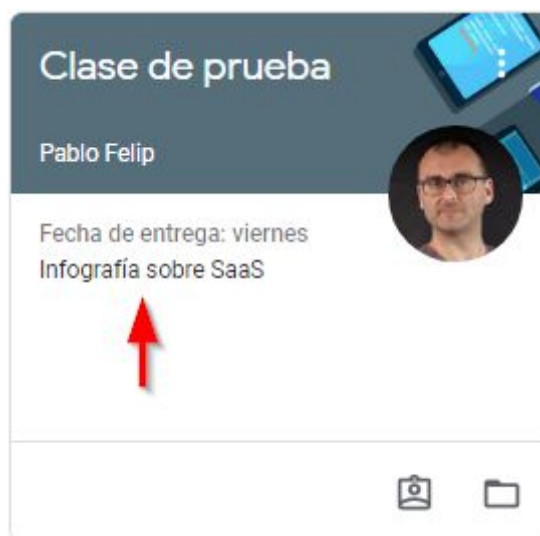 Clase de prueba
Pablo Felip
Fecha de entrega: viernes
Infografía sobre SaaS